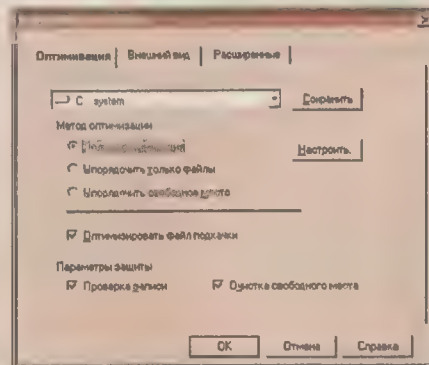 Оптимизация Внешний вид Расширенные
C system Сохранить
Метод оптимизации
Настроить.
Упорядочить только файлы
Упорядочить свободное место
Оптимизировать файл подкачки
Параметры защиты
Проверка записи Очистка свободного места
OK Отмена Справка